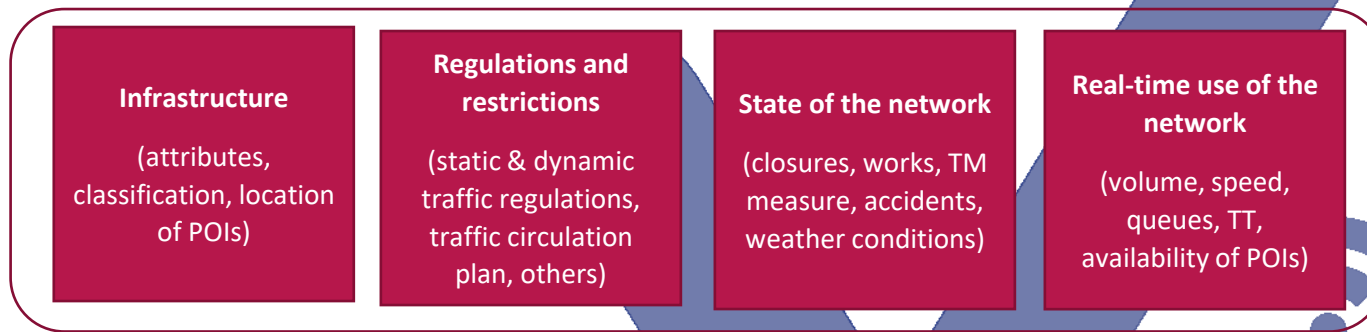 Infrastructure
(attributes,
classification, location
of POIs)
Regulations and
restrictions
(static & dynamic
traffic regulations,
traffic circulation
plan, others)
State of the network
(closures, works, TM
measure, accidents,
weather conditions)
Real-time use of the
network
(volume, speed,
queues, TT,
availability of POIs)